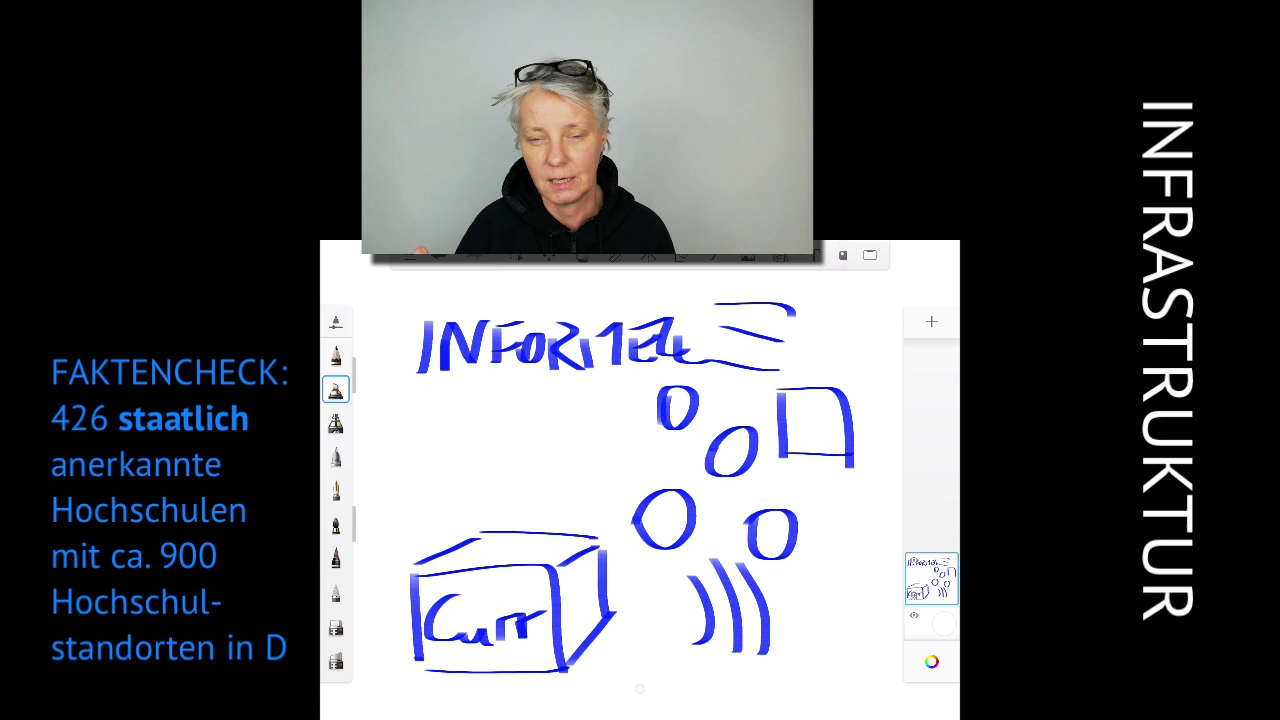 INFRASTRUKTUR
FAKTENCHECK:
426 staatlich
anerkannte
Hochschulen
mit ca. 900
Hochschul-
standorten in D
Curr